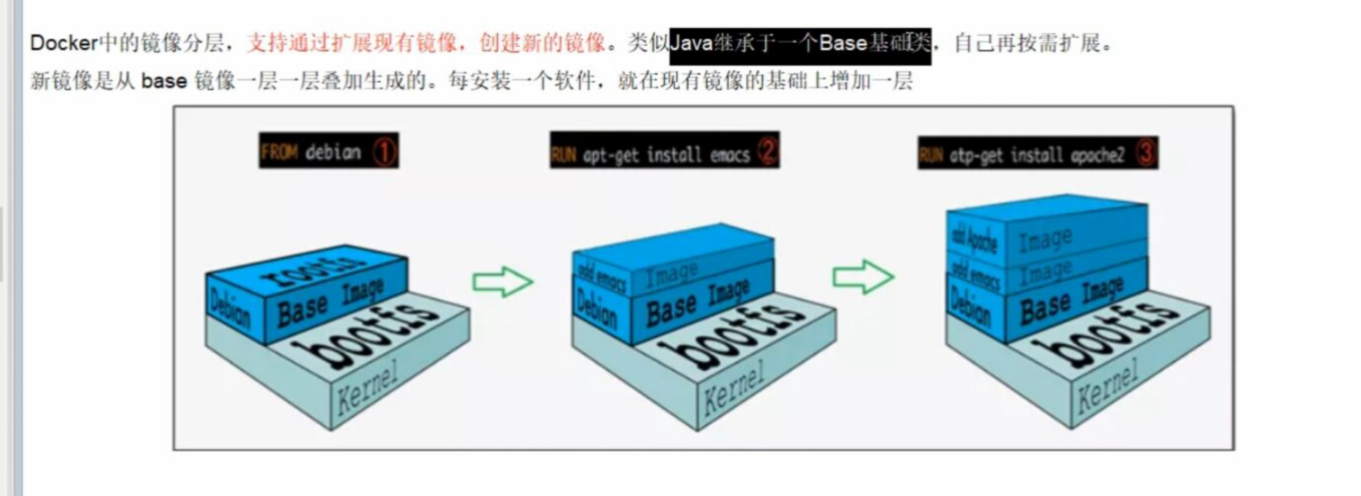 Docker中的镜像分层，支持通过扩展现有镜像，创建新的镜像。类似Java继承于一个Base基础类，自己再按需扩展。
新镜像是从 base 镜像一层一层叠加生成的。每安装一个软件，就在现有镜像的基础上增加一层
FROM debian ①
RUN apt-get install emacs ②
RUN atp-get install apache2 ③
rootfs
Debian Base Image
bootfs
Kernel
add emacs Image
Debian Base Image
bootfs
Kernel
add Apache Image
add emacs Image
Debian Base Image
bootfs
Kernel